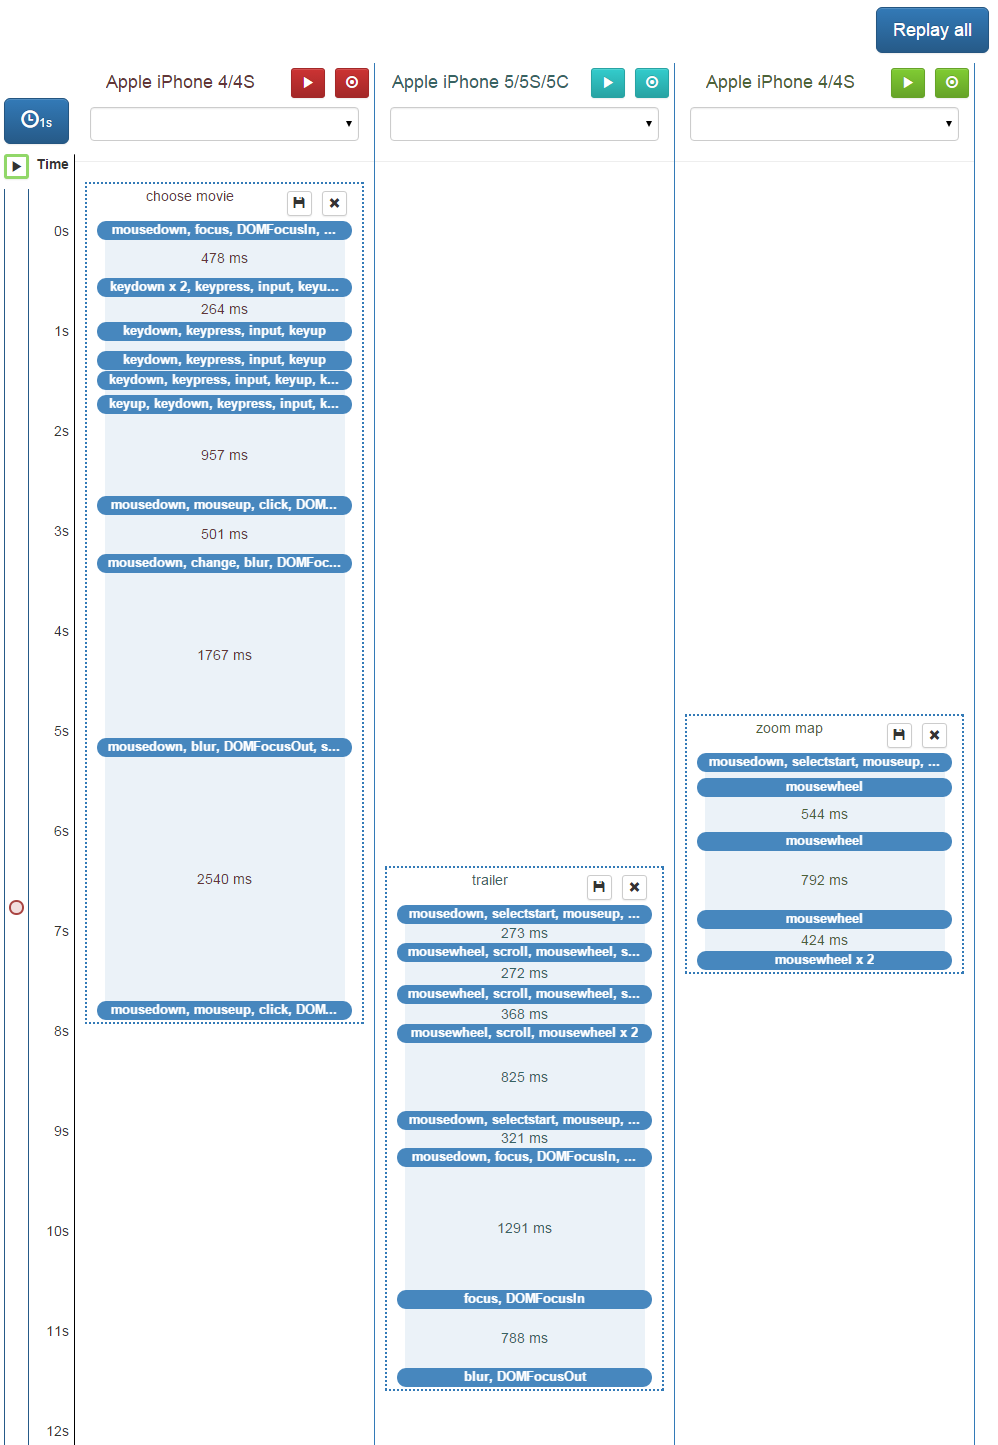 Replay all
Apple iPhone 4/4S
Apple iPhone 5/5S/5C
Apple iPhone 4/4S
1s
Time
0s
1s
2s
3s
4s
5s
6s
7s
8s
9s
10s
11s
12s
choose movie
mousedown, focus, DOMFocusIn, ...
478 ms
keydown x 2, keypress, input, keyu...
264 ms
keydown, keypress, input, keyup
keydown, keypress, input, keyup
keydown, keypress, input, keyup, k...
keyup, keydown, keypress, input, k...
957 ms
mousedown, mouseup, click, DOM...
501 ms
mousedown, change, blur, DOMFoc...
1767 ms
mousedown, blur, DOMFocusOut, s...
2540 ms
mousedown, mouseup, click, DOM...
trailer
mousedown, selectstart, mouseup, ...
273 ms
mousewheel, scroll, mousewheel, s...
272 ms
mousewheel, scroll, mousewheel, s...
368 ms
mousewheel, scroll, mousewheel x 2
825 ms
mousedown, selectstart, mouseup, ...
321 ms
mousedown, focus, DOMFocusIn, ...
1291 ms
focus, DOMFocusIn
788 ms
blur, DOMFocusOut
zoom map
mousedown, selectstart, mouseup, ...
mousewheel
544 ms
mousewheel
792 ms
mousewheel
424 ms
mousewheel x 2